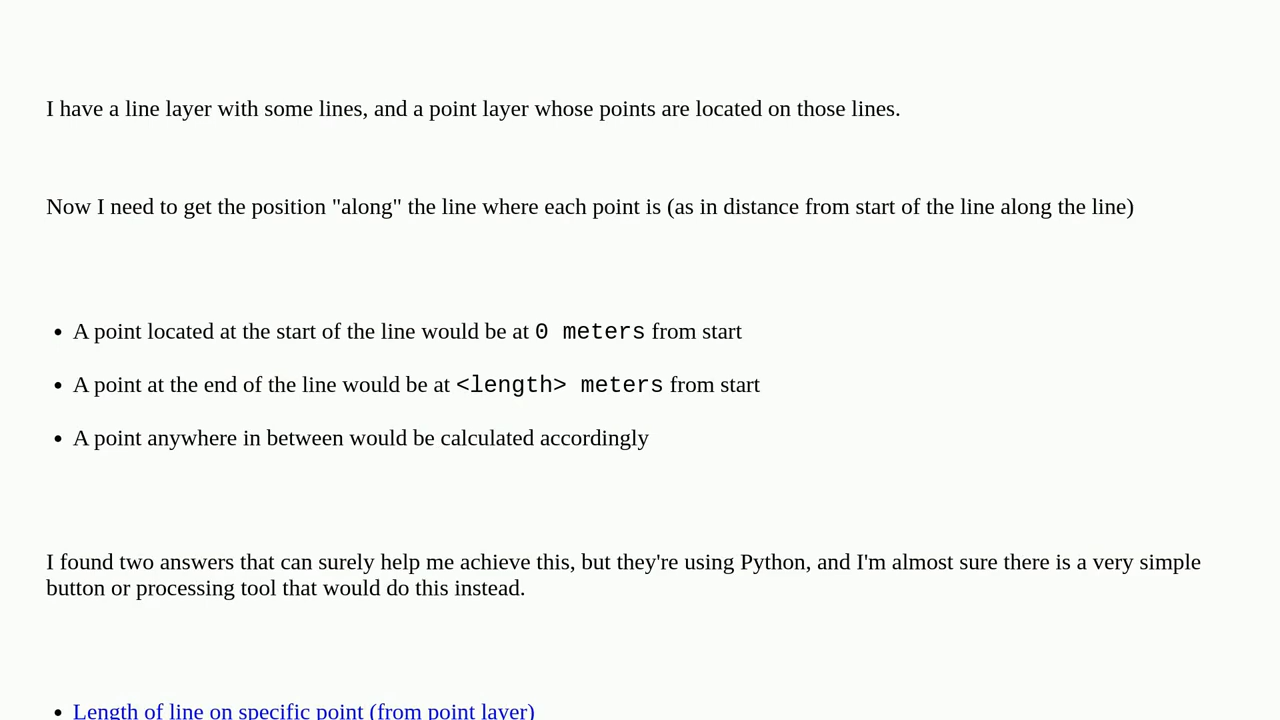 I have a line layer with some lines, and a point layer whose points are located on those lines.
Now I need to get the position "along" the line where each point is (as in distance from start of the line along the line)
• A point located at the start of the line would be at 0 meters from start
• A point at the end of the line would be at <length> meters from start
• A point anywhere in between would be calculated accordingly
I found two answers that can surely help me achieve this, but they're using Python, and I'm almost sure there is a very simple
button or processing tool that would do this instead.
• Length of line on specific point (from point layer)